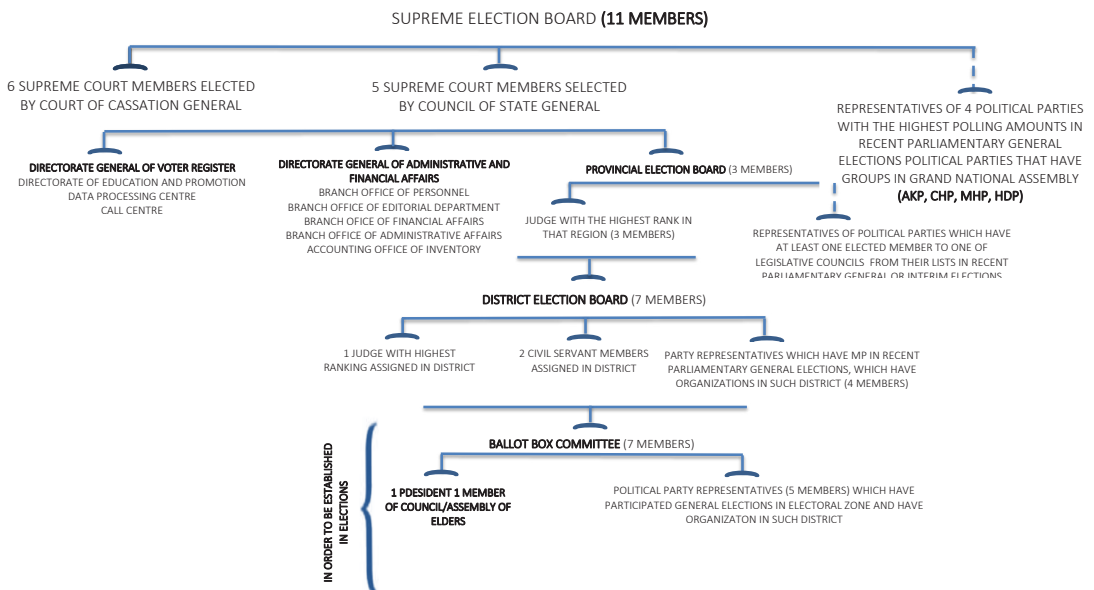 SUPREME ELECTION BOARD (11 MEMBERS)
6 SUPREME COURT MEMBERS ELECTED
BY COURT OF CASSATION GENERAL
5 SUPREME COURT MEMBERS SELECTED
BY COUNCIL OF STATE GENERAL
REPRESENTATIVES OF 4 POLITICAL PARTIES
WITH THE HIGHEST POLLING AMOUNTS IN
RECENT PARLIAMENTARY GENERAL
ELECTIONS POLITICAL PARTIES THAT HAVE
GROUPS IN GRAND NATIONAL ASSEMBLY
(AKP, CHP, MHP, HDP)
DIRECTORATE GENERAL OF VOTER REGISTER
DIRECTORATE OF EDUCATION AND PROMOTION
DATA PROCESSING CENTRE
CALL CENTRE
DIRECTORATE GENERAL OF ADMINISTRATIVE AND
FINANCIAL AFFAIRS
BRANCH OFFICE OF PERSONNEL
BRANCH OFFICE OF EDITORIAL DEPARTMENT
BRANCH OFICE OF FINANCIAL AFFAIRS
BRANCH OFICE OF ADMINISTRATIVE AFFAIRS
ACCOUNTING OFFICE OF INVENTORY
PROVINCIAL ELECTION BOARD (3 MEMBERS)
JUDGE WITH THE HIGHEST RANK IN
THAT REGION (3 MEMBERS)
REPRESENTATIVES OF POLITICAL PARTIES WHICH HAVE
AT LEAST ONE ELECTED MEMBER TO ONE OF
LEGISLATIVE COUNCILS FROM THEIR LISTS IN RECENT
PARLIAMENTARY GENERAL OR INTERIM ELECTIONS
DISTRICT ELECTION BOARD (7 MEMBERS)
1 JUDGE WITH HIGHEST
RANKING ASSIGNED IN DISTRICT
2 CIVIL SERVANT MEMBERS
ASSIGNED IN DISTRICT
PARTY REPRESENTATIVES WHICH HAVE MP IN RECENT
PARLIAMENTARY GENERAL ELECTIONS, WHICH HAVE
ORGANIZATIONS IN SUCH DISTRICT (4 MEMBERS)
IN ORDER TO BE ESTABLISHED
IN ELECTIONS
BALLOT BOX COMMITTEE (7 MEMBERS)
1 PDESIDENT 1 MEMBER
OF COUNCIL/ASSEMBLY OF
ELDERS
POLITICAL PARTY REPRESENTATIVES (5 MEMBERS) WHICH HAVE
PARTICIPATED GENERAL ELECTIONS IN ELECTORAL ZONE AND HAVE
ORGANIZATON IN SUCH DISTRICT